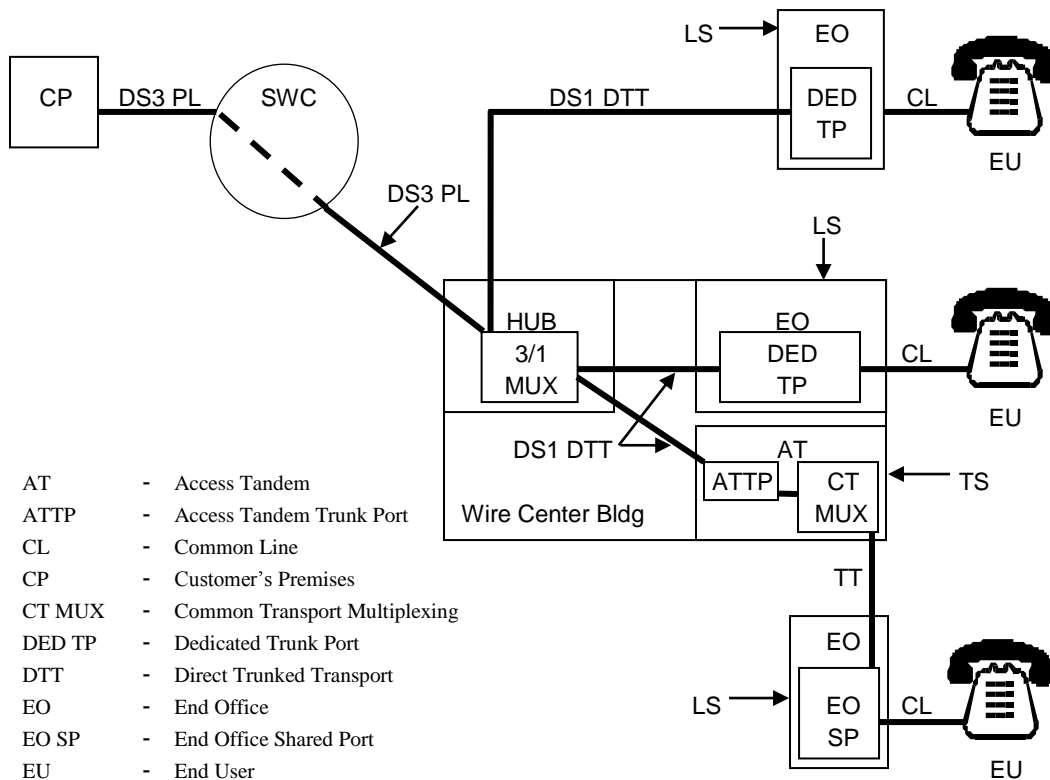 LS
EO
CP
DS3 PL
SWC
DS1 DTT
DED
TP
CL
EU
DS3 PL
LS
HUB
3/1
MUX
EO
DED
TP
CL
EU
DS1 DTT
AT
ATTP
CT
MUX
TS
Wire Center Bldg
TT
EO
LS
EO
SP
CL
EU
AT - Access Tandem
ATTP - Access Tandem Trunk Port
CL - Common Line
CP - Customer's Premises
CT MUX - Common Transport Multiplexing
DED TP - Dedicated Trunk Port
DTT - Direct Trunked Transport
EO - End Office
EO SP - End Office Shared Port
EU - End User